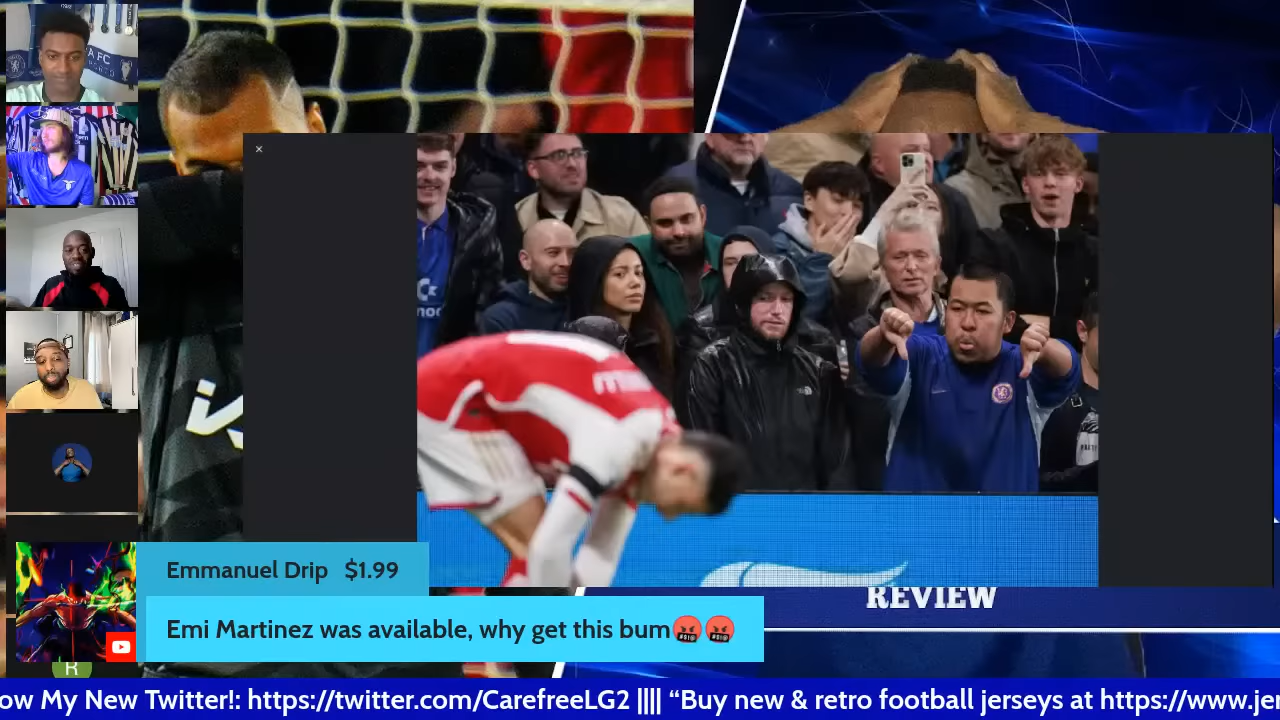 Emmanuel Drip $1.99
Emi Martinez was available, why get this bum🤬🤬
REVIEW
ow My New Twitter!: https://twitter.com/CarefreeLG2 |||| “Buy new & retro football jerseys at https://www.je